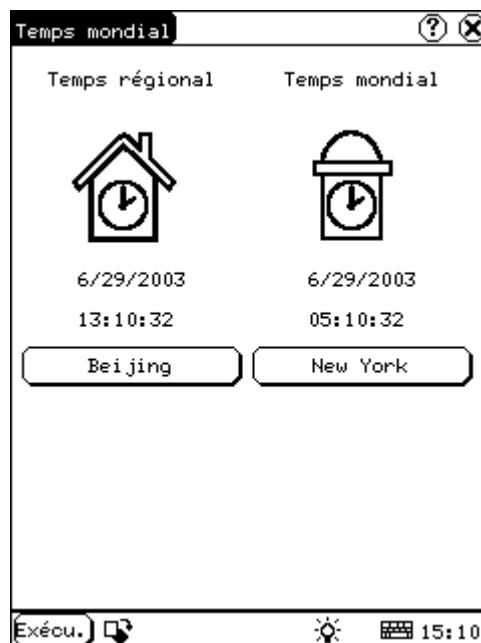 Temps mondial
Temps régional Temps mondial
6/29/2003 6/29/2003
13:10:32 05:10:32
Beijing New York
Exécu. 15:10